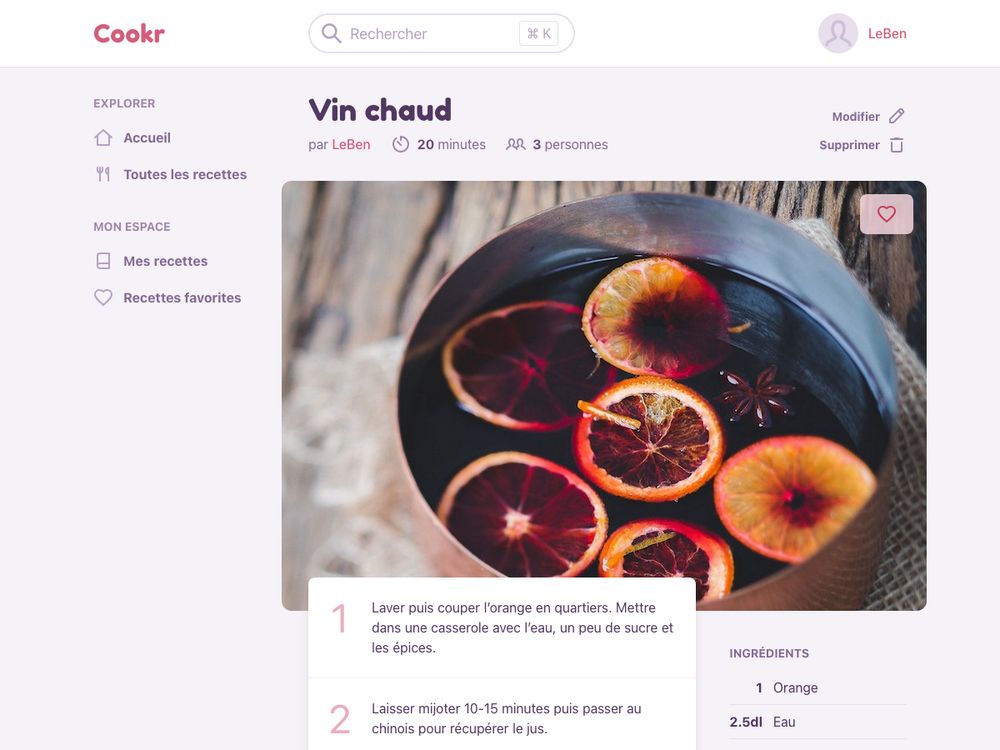 Cookr
Rechercher
⌘ K
LeBen
EXPLORER
Accueil
Toutes les recettes
MON ESPACE
Mes recettes
Recettes favorites
Vin chaud
par LeBen
20 minutes
3 personnes
Modifier
Supprimer
1
Laver puis couper l’orange en quartiers. Mettre
dans une casserole avec l’eau, un peu de sucre et
les épices.
2
Laisser mijoter 10-15 minutes puis passer au
chinois pour récupérer le jus.
INGRÉDIENTS
1 Orange
2.5dl Eau